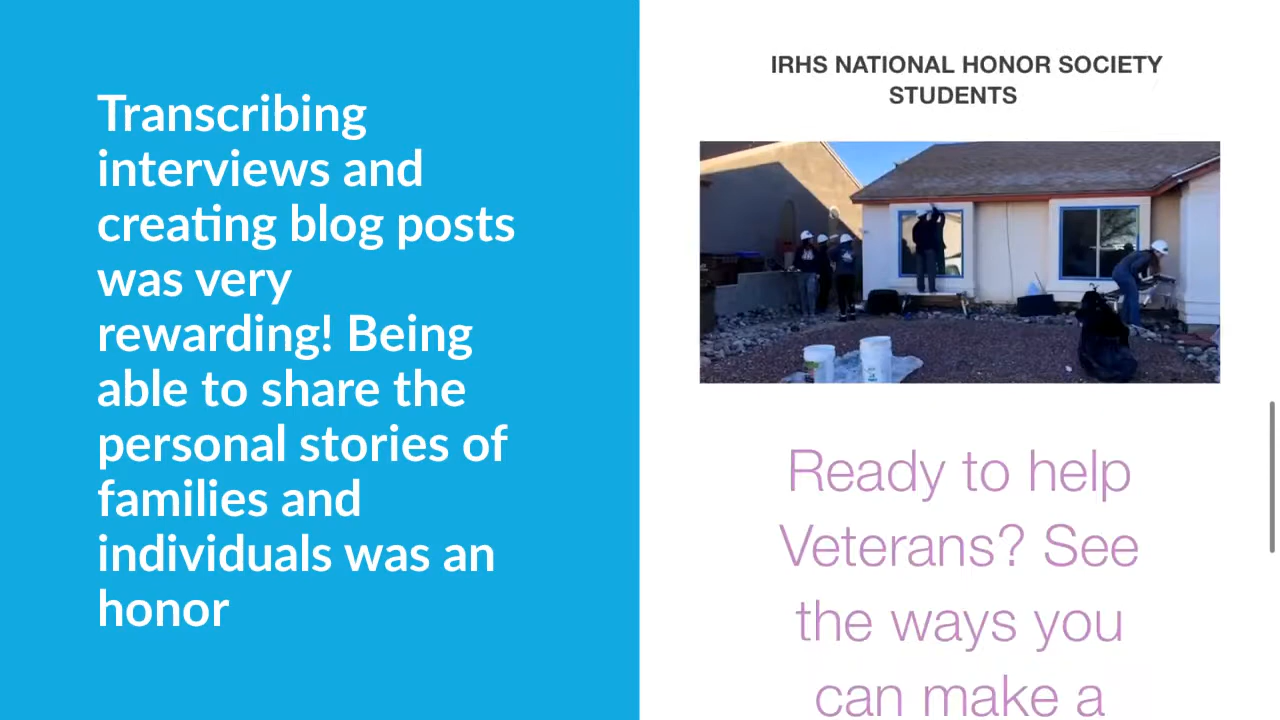 Transcribing
interviews and
creating blog posts
was very
rewarding! Being
able to share the
personal stories of
families and
individuals was an
honor
IRHS NATIONAL HONOR SOCIETY
STUDENTS
Ready to help
Veterans? See
the ways you
can make a